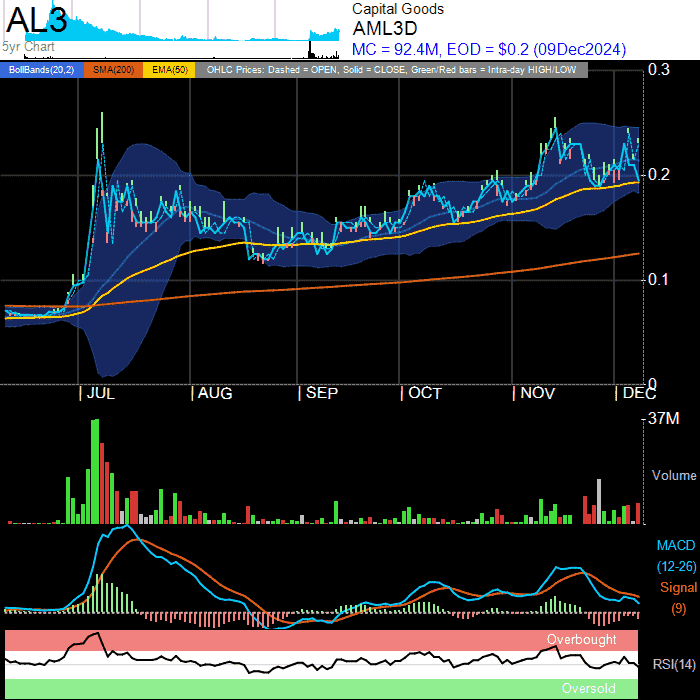 AL3
5yr Chart
Capital Goods
AML3D
MC = 92.4M, EOD = $0.2 (09Dec2024)
BollBands(20,2) SMA(200) EMA(50) OHLC Prices: Dashed = OPEN, Solid = CLOSE, Green/Red bars = Intra-day HIGH/LOW
0.3
0.2
0.1
0
JUL AUG SEP OCT NOV DEC
37M
Volume
MACD
(12-26)
Signal
(9)
Overbought
RSI(14)
Oversold